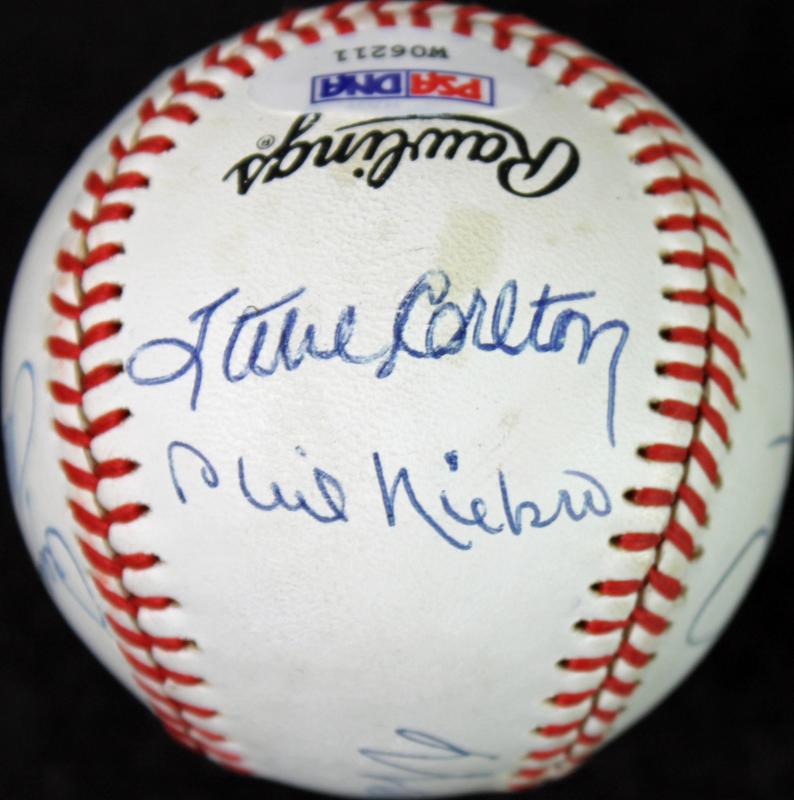 W06211
PSA DNA
Rawlings®
Steve Carlton
Phil Niekro